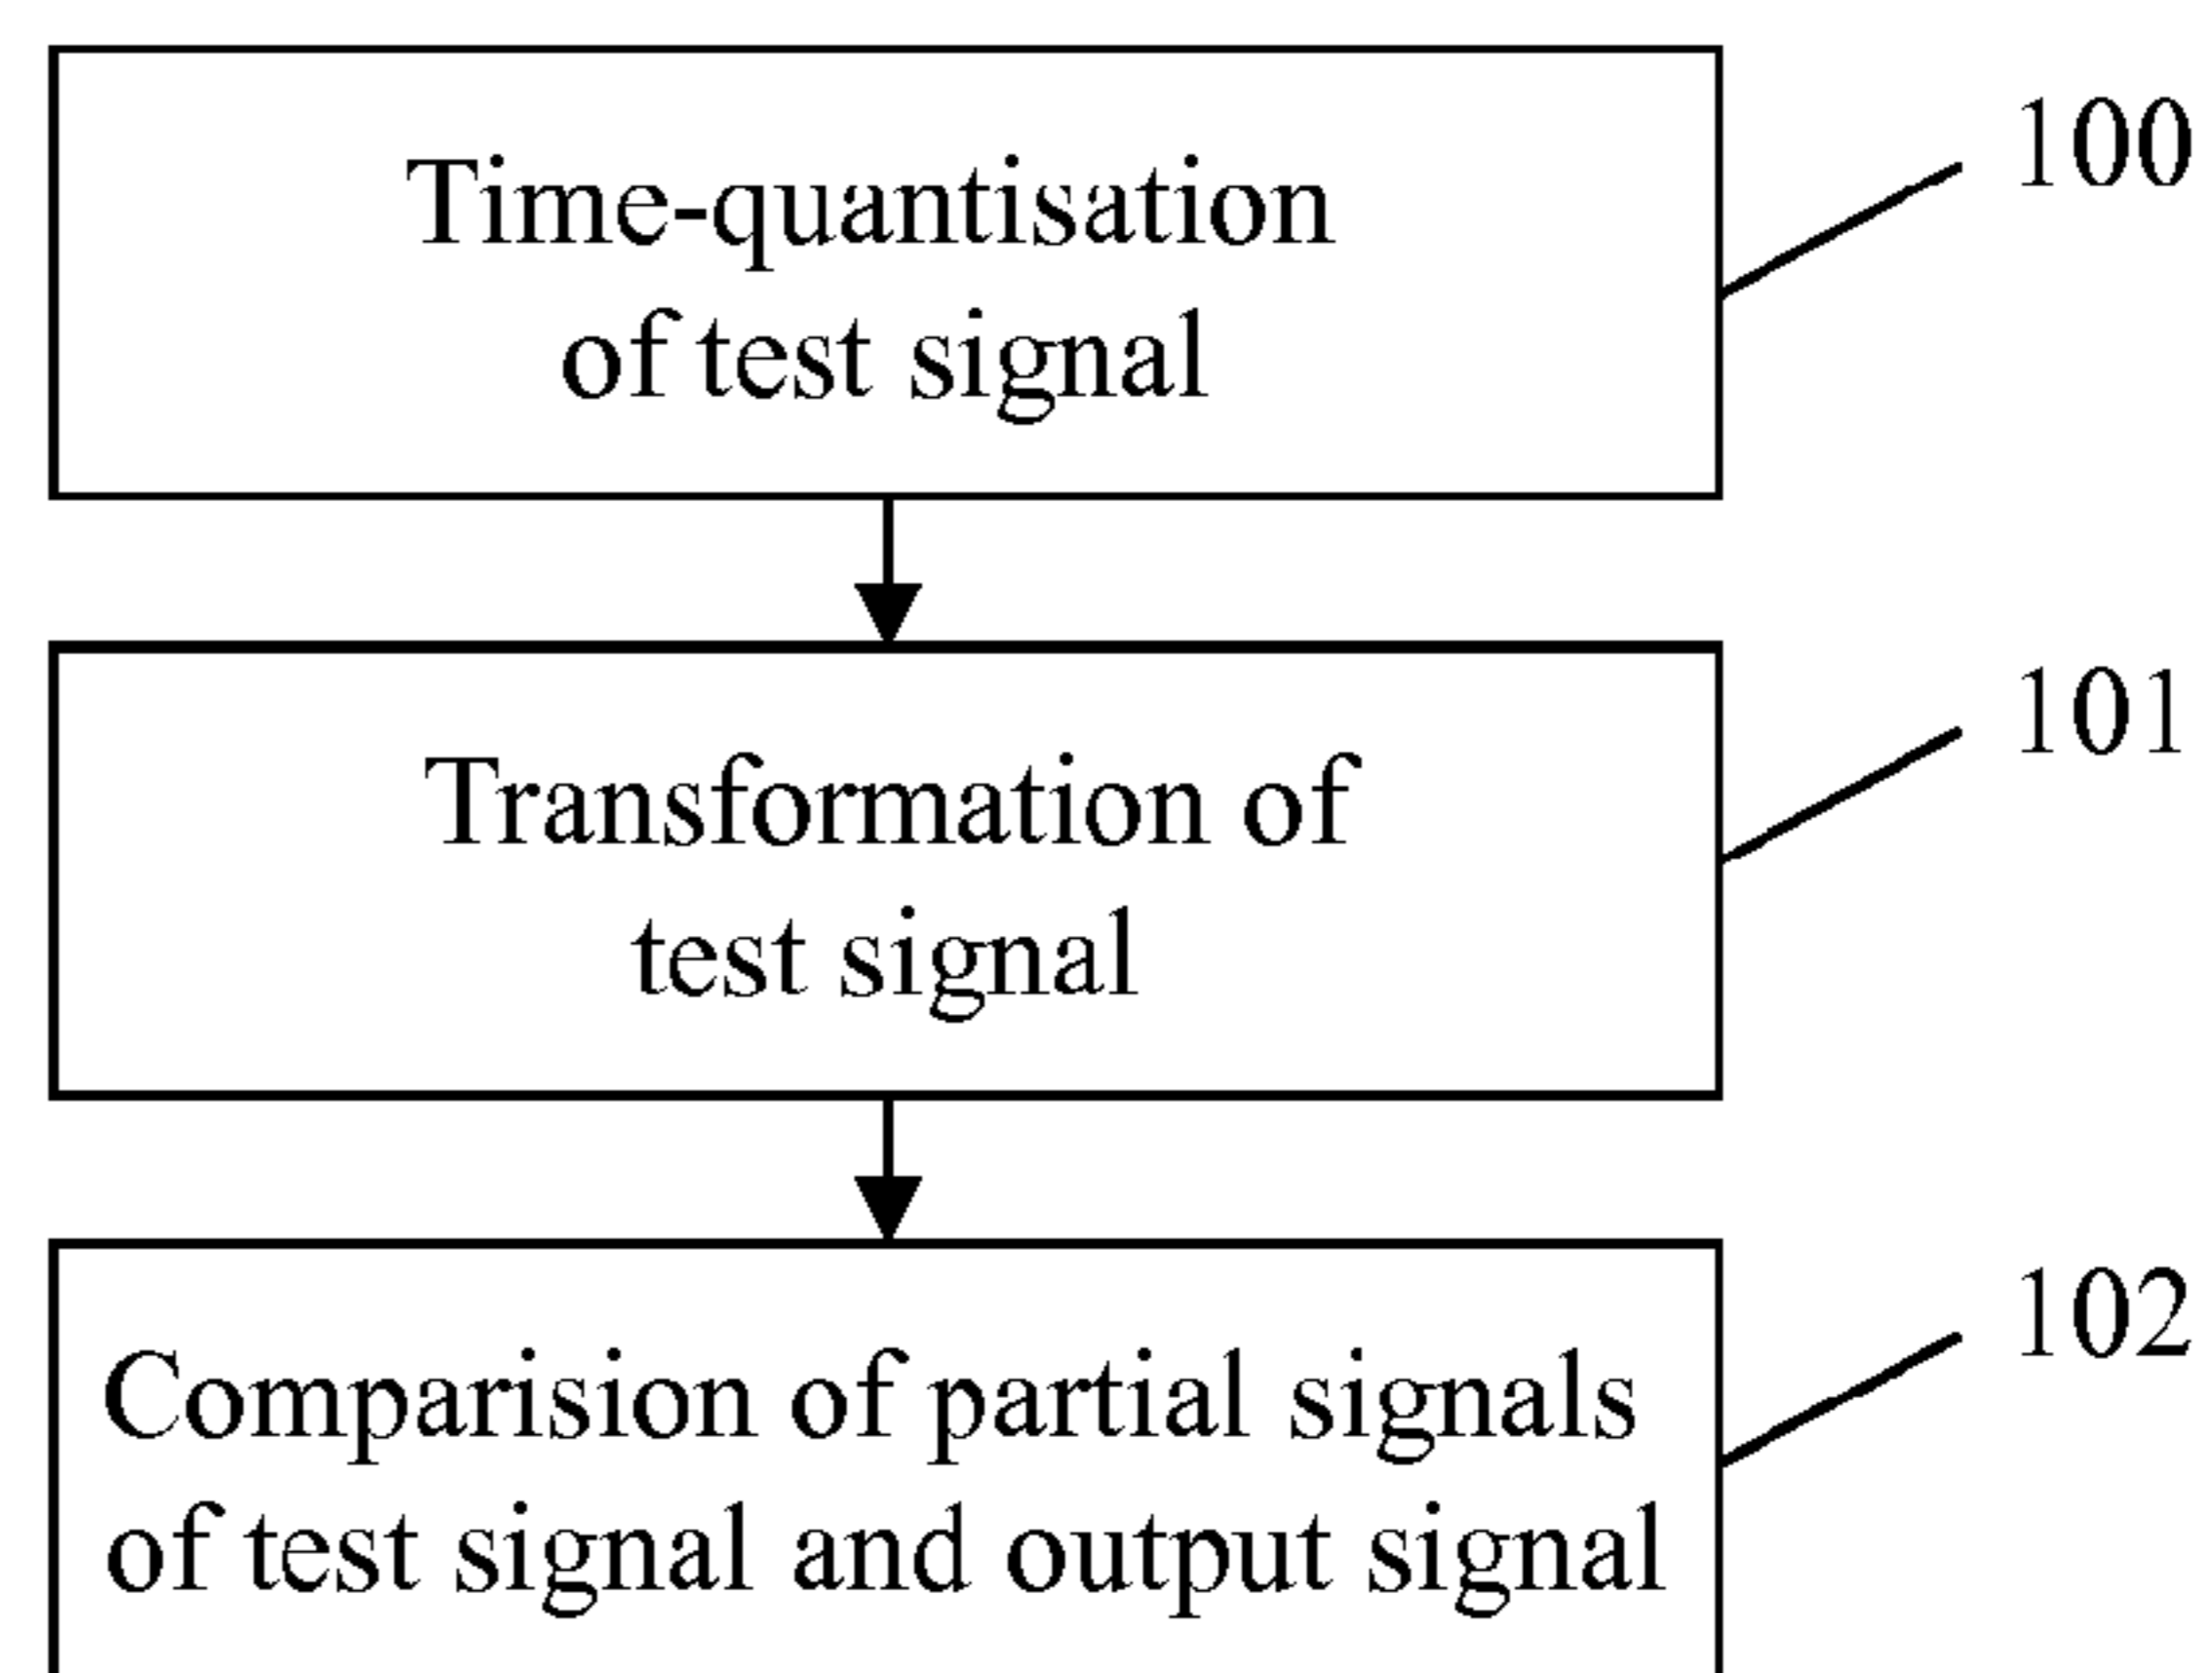 Time-quantisation
of test signal
100
Transformation of
test signal
101
Comparision of partial signals
of test signal and output signal
102